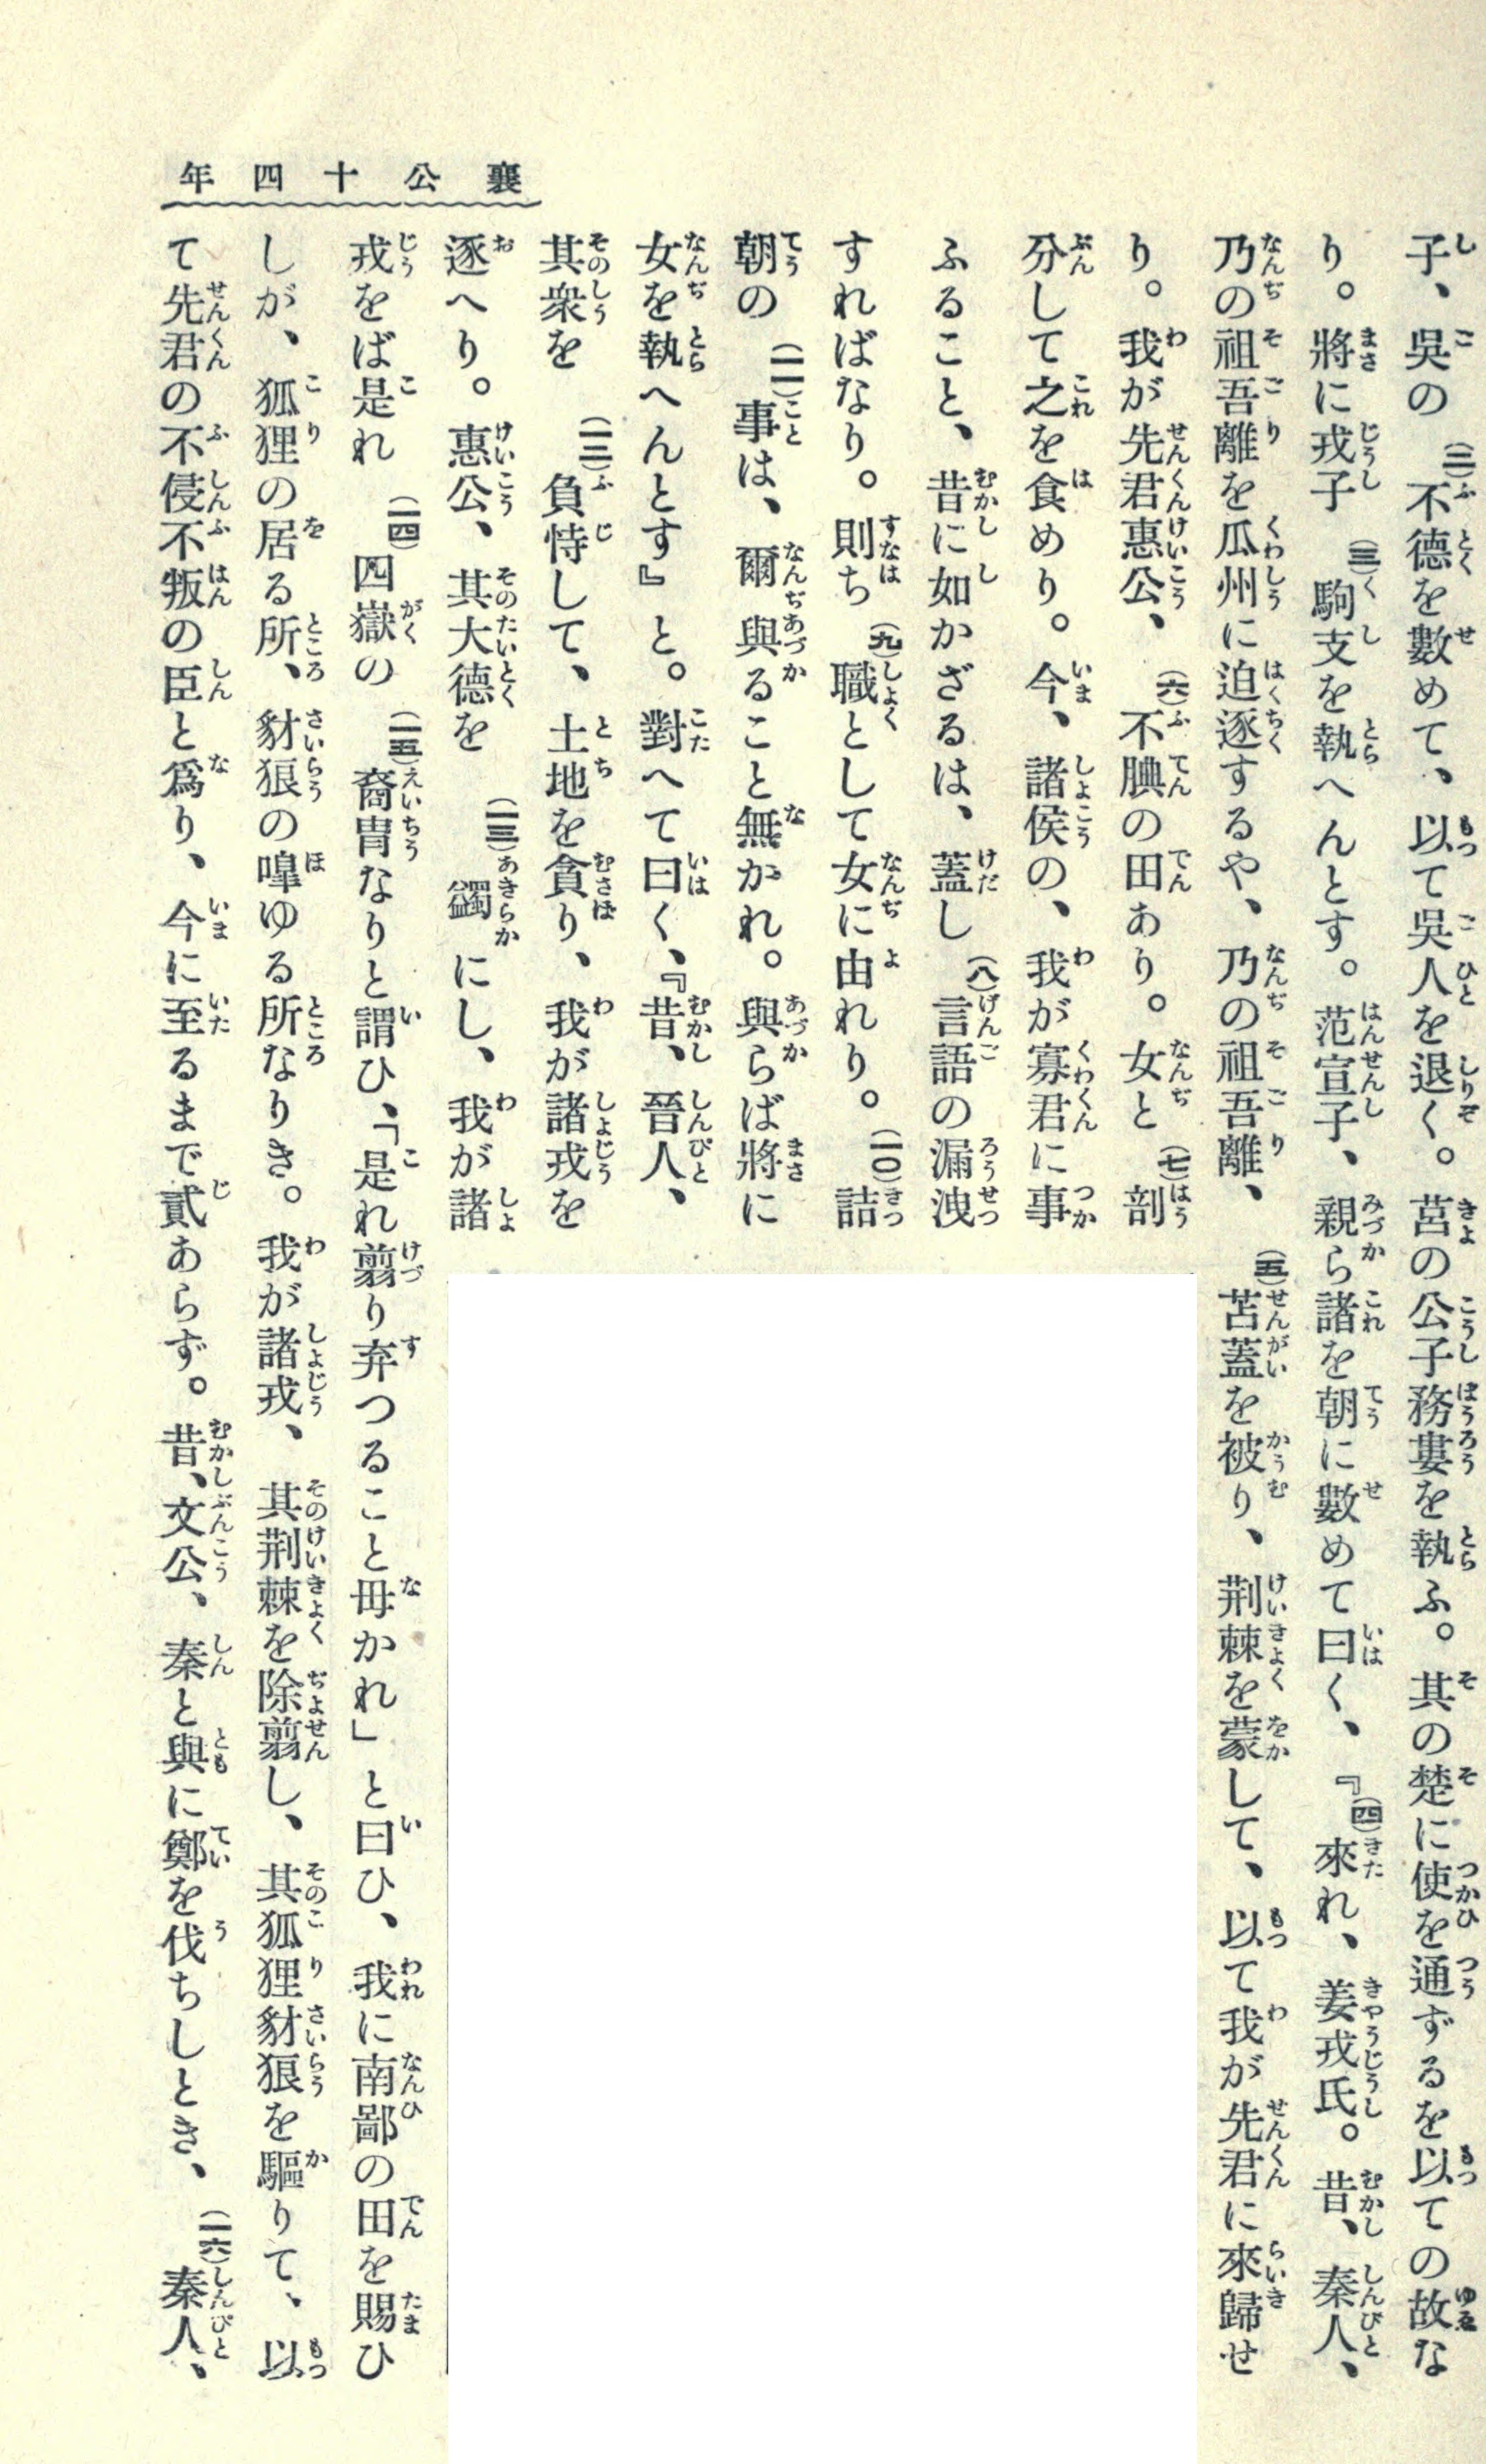 襄公十四年
子、吳の(二)不德を數めて、以て吳人を退く。莒の公子務婁を執ふ。其の楚に使を通ずるを以ての故な
り。將に戎子(三)駒支を執へんとす。范宣子、親ら諸を朝に數めて曰く、『(四)來れ、姜戎氏。昔、秦人、
乃の祖吾離を瓜州に迫逐するや、乃の祖吾離、(五)苫蓋を被り、荆棘を蒙して、以て我が先君に來歸せ
り。我が先君惠公、(六)不腆の田あり。女と(七)剖
分して之を食めり。今、諸侯の、我が寡君に事
ふること、昔に如かざるは、蓋し(八)言語の漏洩
すればなり。則ち(九)職として女に由れり。(一〇)詰
朝の(一一)事は、爾與ること無かれ。與らば將に
女を執へんとす』と。對へて曰く、『昔、晉人、
其衆を(一二)負恃して、土地を貪り、我が諸戎を
逐へり。惠公、其大德を(一三)蠲にし、我が諸
戎をば是れ(一四)四嶽の(一五)裔冑なりと謂ひ、「是れ翦り弃つること毋かれ」と曰ひ、我に南鄙の田を賜ひ
しが、狐狸の居る所、豺狼の嘷ゆる所なりき。我が諸戎、其荆棘を除翦し、其狐狸豺狼を驅りて、以
て先君の不侵不叛の臣と爲り、今に至るまで貳あらず。昔、文公、秦と與に鄭を伐ちしとき、(一六)秦人、